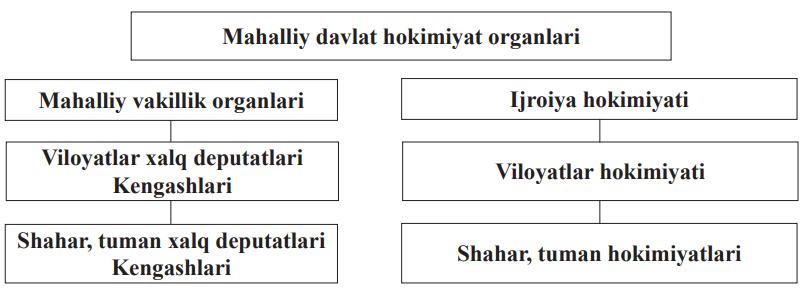 Mahalliy davlat hokimiyat organlari
Mahalliy vakillik organlari
Viloyatlar xalq deputatlari
Kengashlari
Shahar, tuman xalq deputatlari
Kengashlari
Ijroiya hokimiyati
Viloyatlar hokimiyati
Shahar, tuman hokimiyatlari